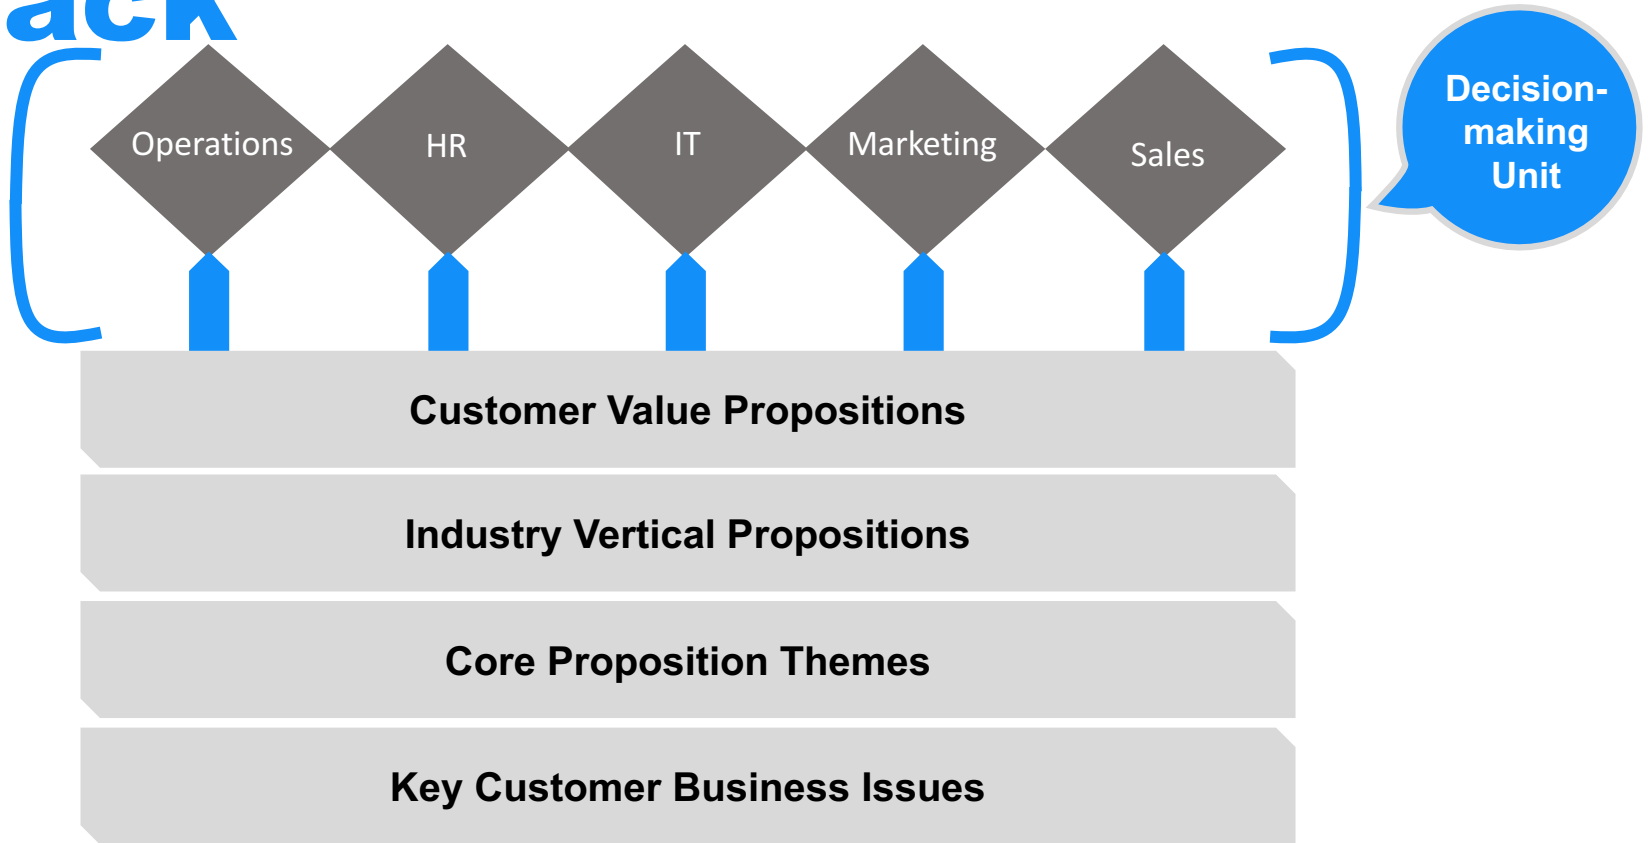 ack
Operations
HR
IT
Marketing
Sales
Decision-
making
Unit
Customer Value Propositions
Industry Vertical Propositions
Core Proposition Themes
Key Customer Business Issues